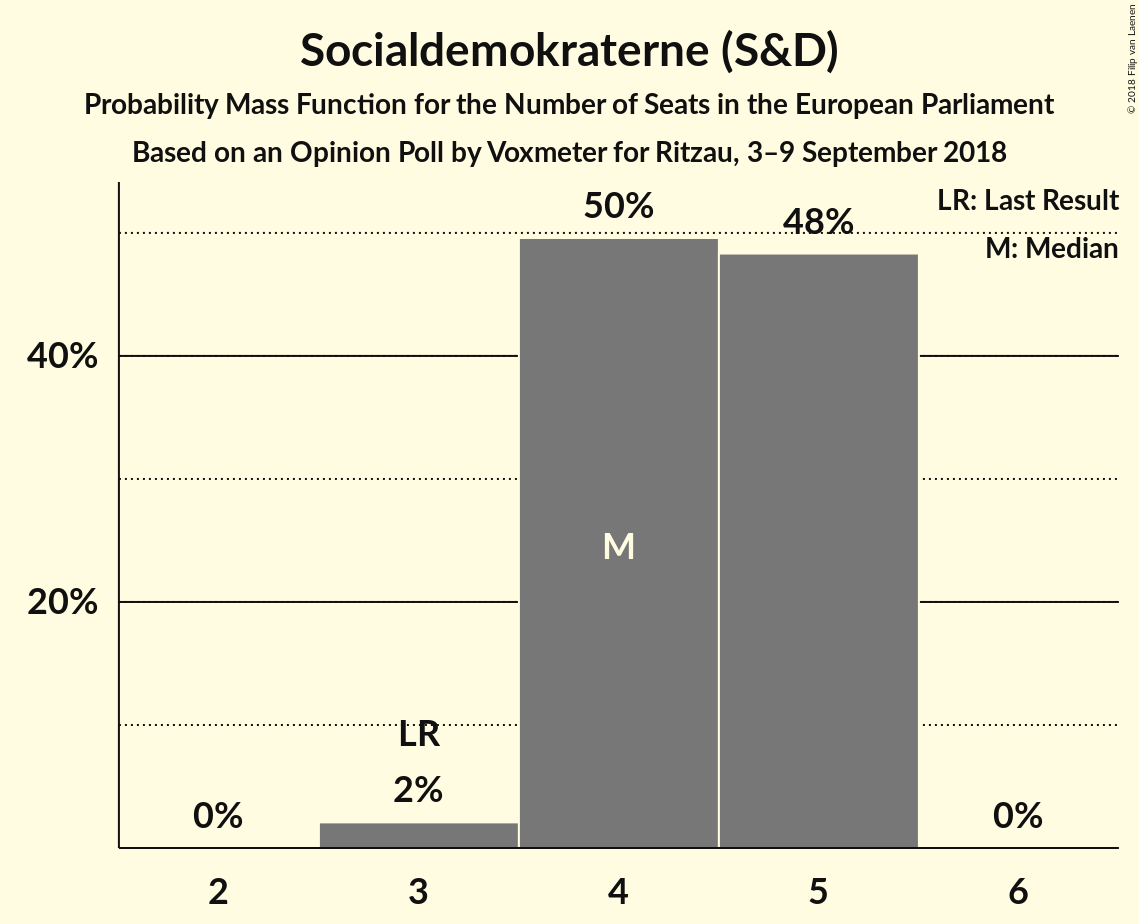 Socialdemokraterne (S&D)
Probability Mass Function for the Number of Seats in the European Parliament
Based on an Opinion Poll by Voxmeter for Ritzau, 3–9 September 2018
© 2018 Filip van Laenen
LR: Last Result
M: Median
50%
48%
40%
M
20%
LR
2%
0%
0%
2
3
4
5
6